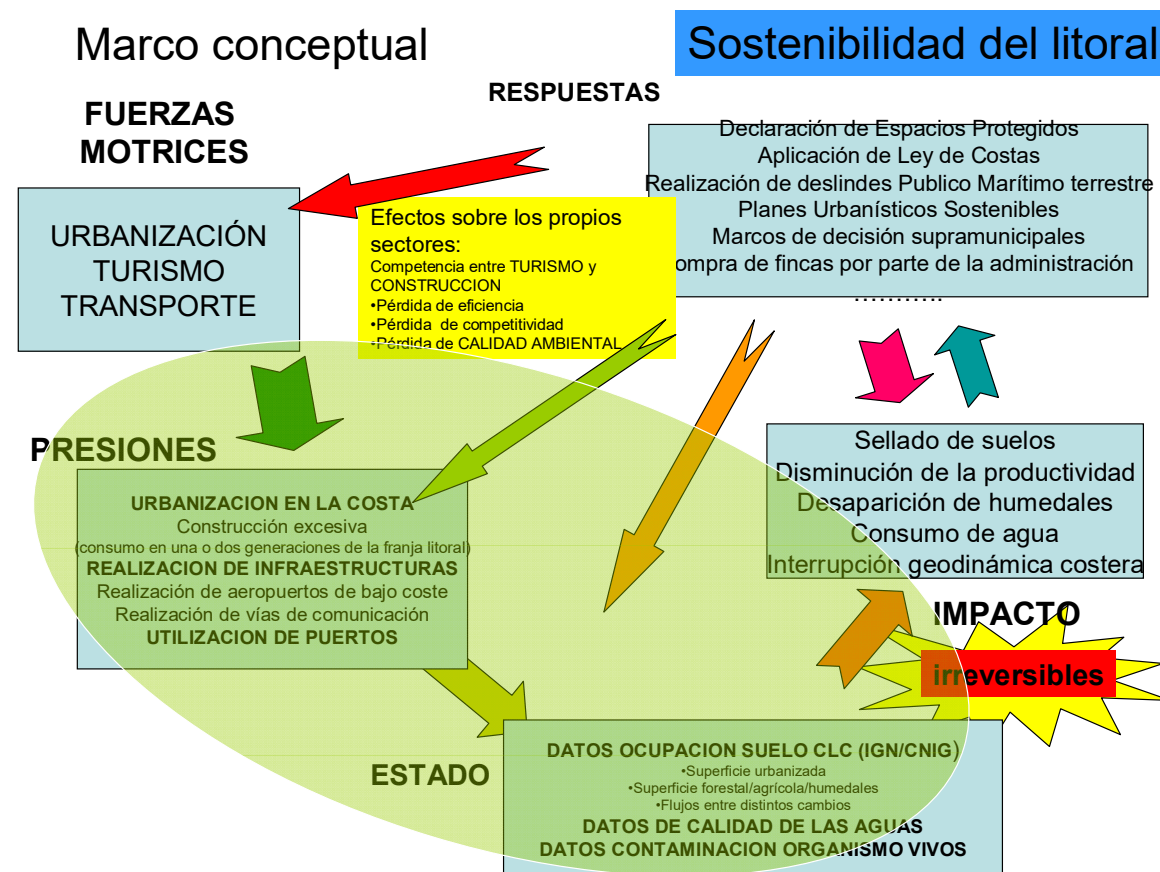 Marco conceptual
Sostenibilidad del litoral
FUERZAS
MOTRICES
RESPUESTAS
Declaración de Espacios Protegidos
Aplicación de Ley de Costas
Realización de deslindes Publico Marítimo terrestre
Planes Urbanísticos Sostenibles
Marcos de decisión supramunicipales
ompra de fincas por parte de la administración
………..
URBANIZACIÓN
TURISMO
TRANSPORTE
Efectos sobre los propios
sectores:
Competencia entre TURISMO y
CONSTRUCCION
•Pérdida de eficiencia
•Pérdida de competitividad
•Pérdida de CALIDAD AMBIENTAL
PRESIONES
URBANIZACION EN LA COSTA
Construcción excesiva
(consumo en una o dos generaciones de la franja litoral)
REALIZACION DE INFRAESTRUCTURAS
Realización de aeropuertos de bajo coste
Realización de vías de comunicación
UTILIZACION DE PUERTOS
Sellado de suelos
Disminución de la productividad
Desaparición de humedales
Consumo de agua
Interrupción geodinámica costera
IMPACTO
irreversibles
ESTADO
DATOS OCUPACION SUELO CLC (IGN/CNIG)
•Superficie urbanizada
•Superficie forestal/agrícola/humedales
•Flujos entre distintos cambios
DATOS DE CALIDAD DE LAS AGUAS
DATOS CONTAMINACION ORGANISMO VIVOS